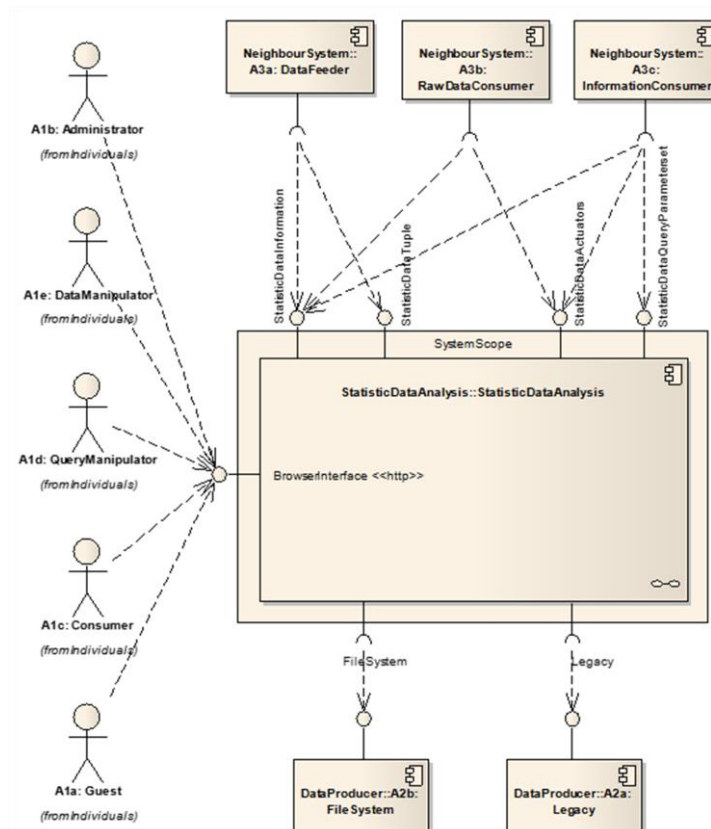 NeighbourSystem::
A3a: DataFeeder
NeighbourSystem::
A3b:
RawDataConsumer
NeighbourSystem::
A3c:
InformationConsumer
A1b: Administrator
(fromIndividuals)
StatisticDataInformation
StatisticDataTuple
StatisticDataActuators
StatisticDataQueryParameterset
A1e: DataManipulator
(fromIndividuals)
SystemScope
StatisticDataAnalysis::StatisticDataAnalysis
A1d: QueryManipulator
(fromIndividuals)
BrowserInterface <<http>>
A1c: Consumer
(fromIndividuals)
FileSystem
Legacy
A1a: Guest
(fromIndividuals)
DataProducer::A2b:
FileSystem
DataProducer::A2a:
Legacy